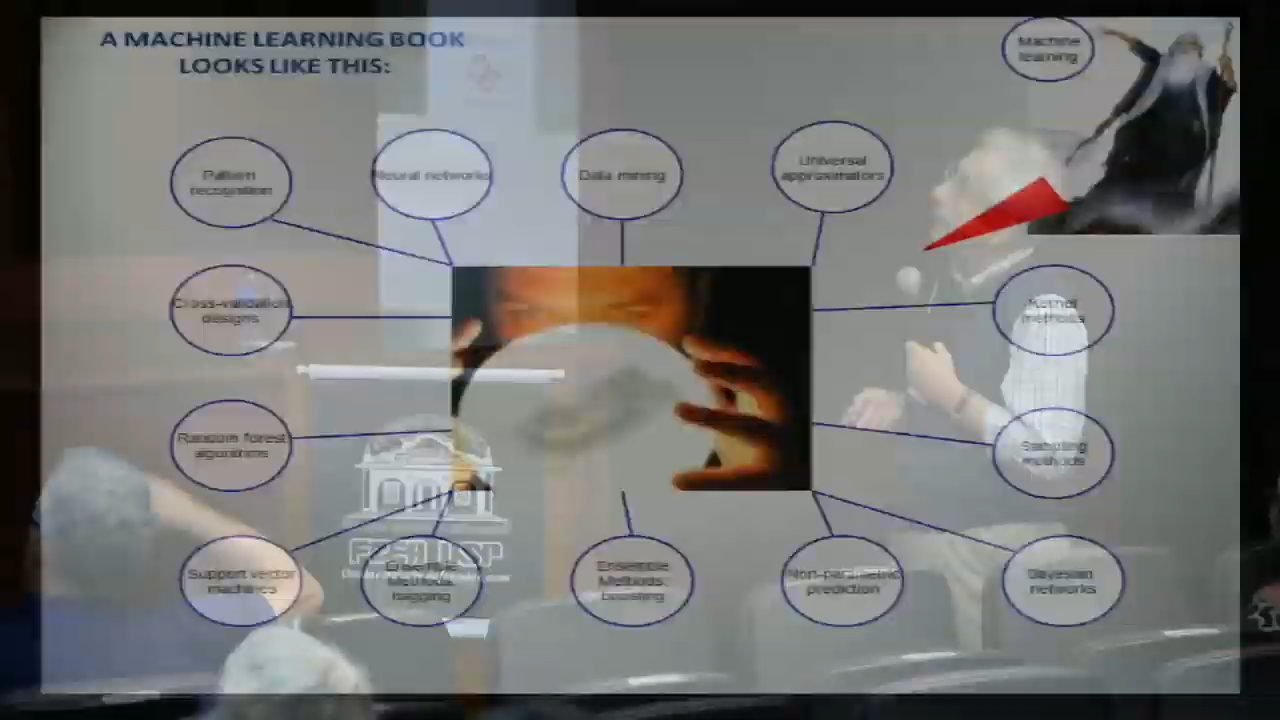 A MACHINE LEARNING BOOK
LOOKS LIKE THIS:
Machine
learning
Pattern
recognition
Neural networks
Data mining
Universal
approximators
Cross-validation
designs
Kernel
methods
Random forest
algorithms
Sampling
methods
Support vector
machines
Ensemble
Methods:
bagging
Ensemble
Methods:
boosting
Non-parametric
prediction
Bayesian
networks